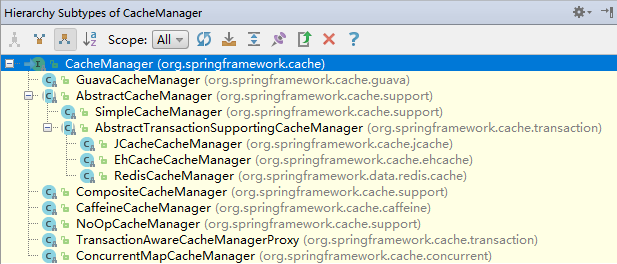 Hierarchy Subtypes of CacheManager
Scope: All
CacheManager (org.springframework.cache)
GuavaCacheManager (org.springframework.cache.guava)
AbstractCacheManager (org.springframework.cache.support)
SimpleCacheManager (org.springframework.cache.support)
AbstractTransactionSupportingCacheManager (org.springframework.cache.transaction)
JCacheCacheManager (org.springframework.cache.jcache)
EhCacheCacheManager (org.springframework.cache.ehcache)
RedisCacheManager (org.springframework.data.redis.cache)
CompositeCacheManager (org.springframework.cache.support)
CaffeineCacheManager (org.springframework.cache.caffeine)
NoOpCacheManager (org.springframework.cache.support)
TransactionAwareCacheManagerProxy (org.springframework.cache.transaction)
ConcurrentMapCacheManager (org.springframework.cache.concurrent)